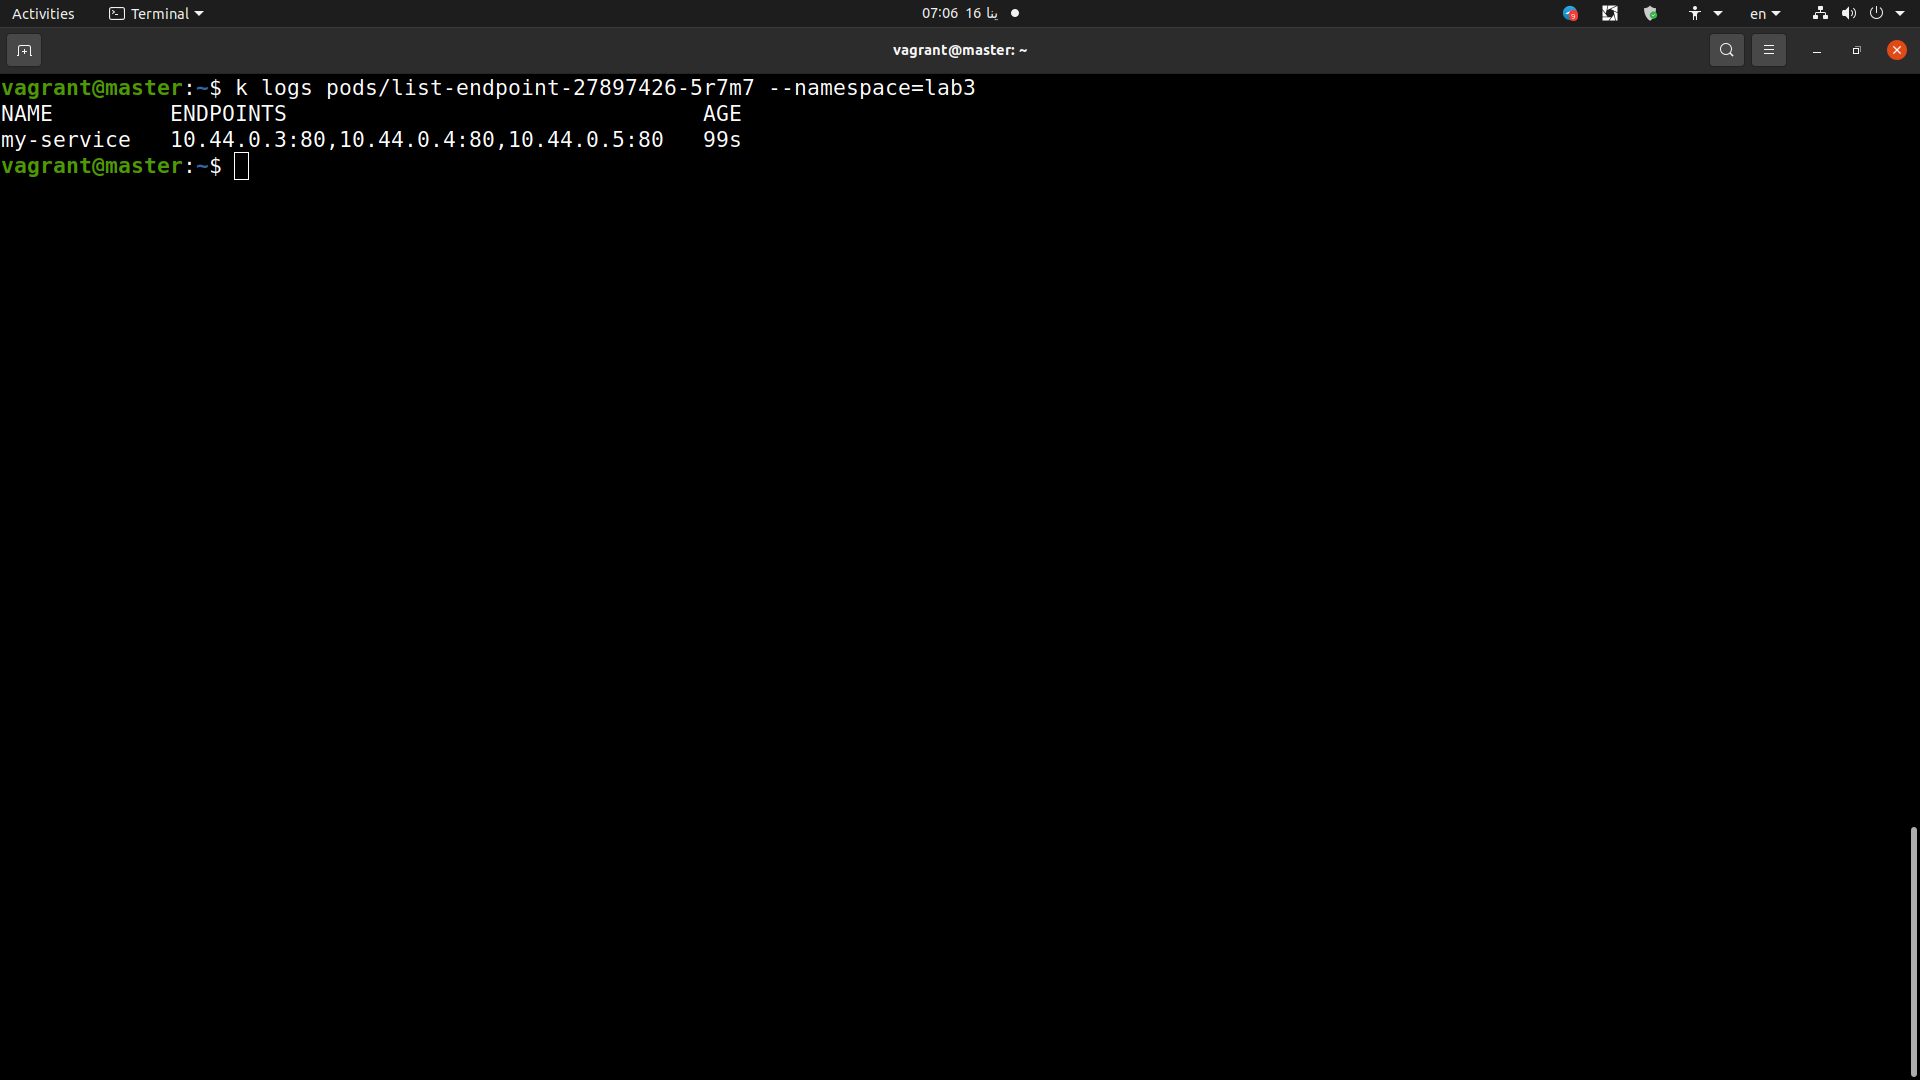 Activities Terminal 07:06 16 ينا en
vagrant@master: ~
vagrant@master:~$ k logs pods/list-endpoint-27897426-5r7m7 --namespace=lab3
NAME ENDPOINTS AGE
my-service 10.44.0.3:80,10.44.0.4:80,10.44.0.5:80 99s
vagrant@master:~$